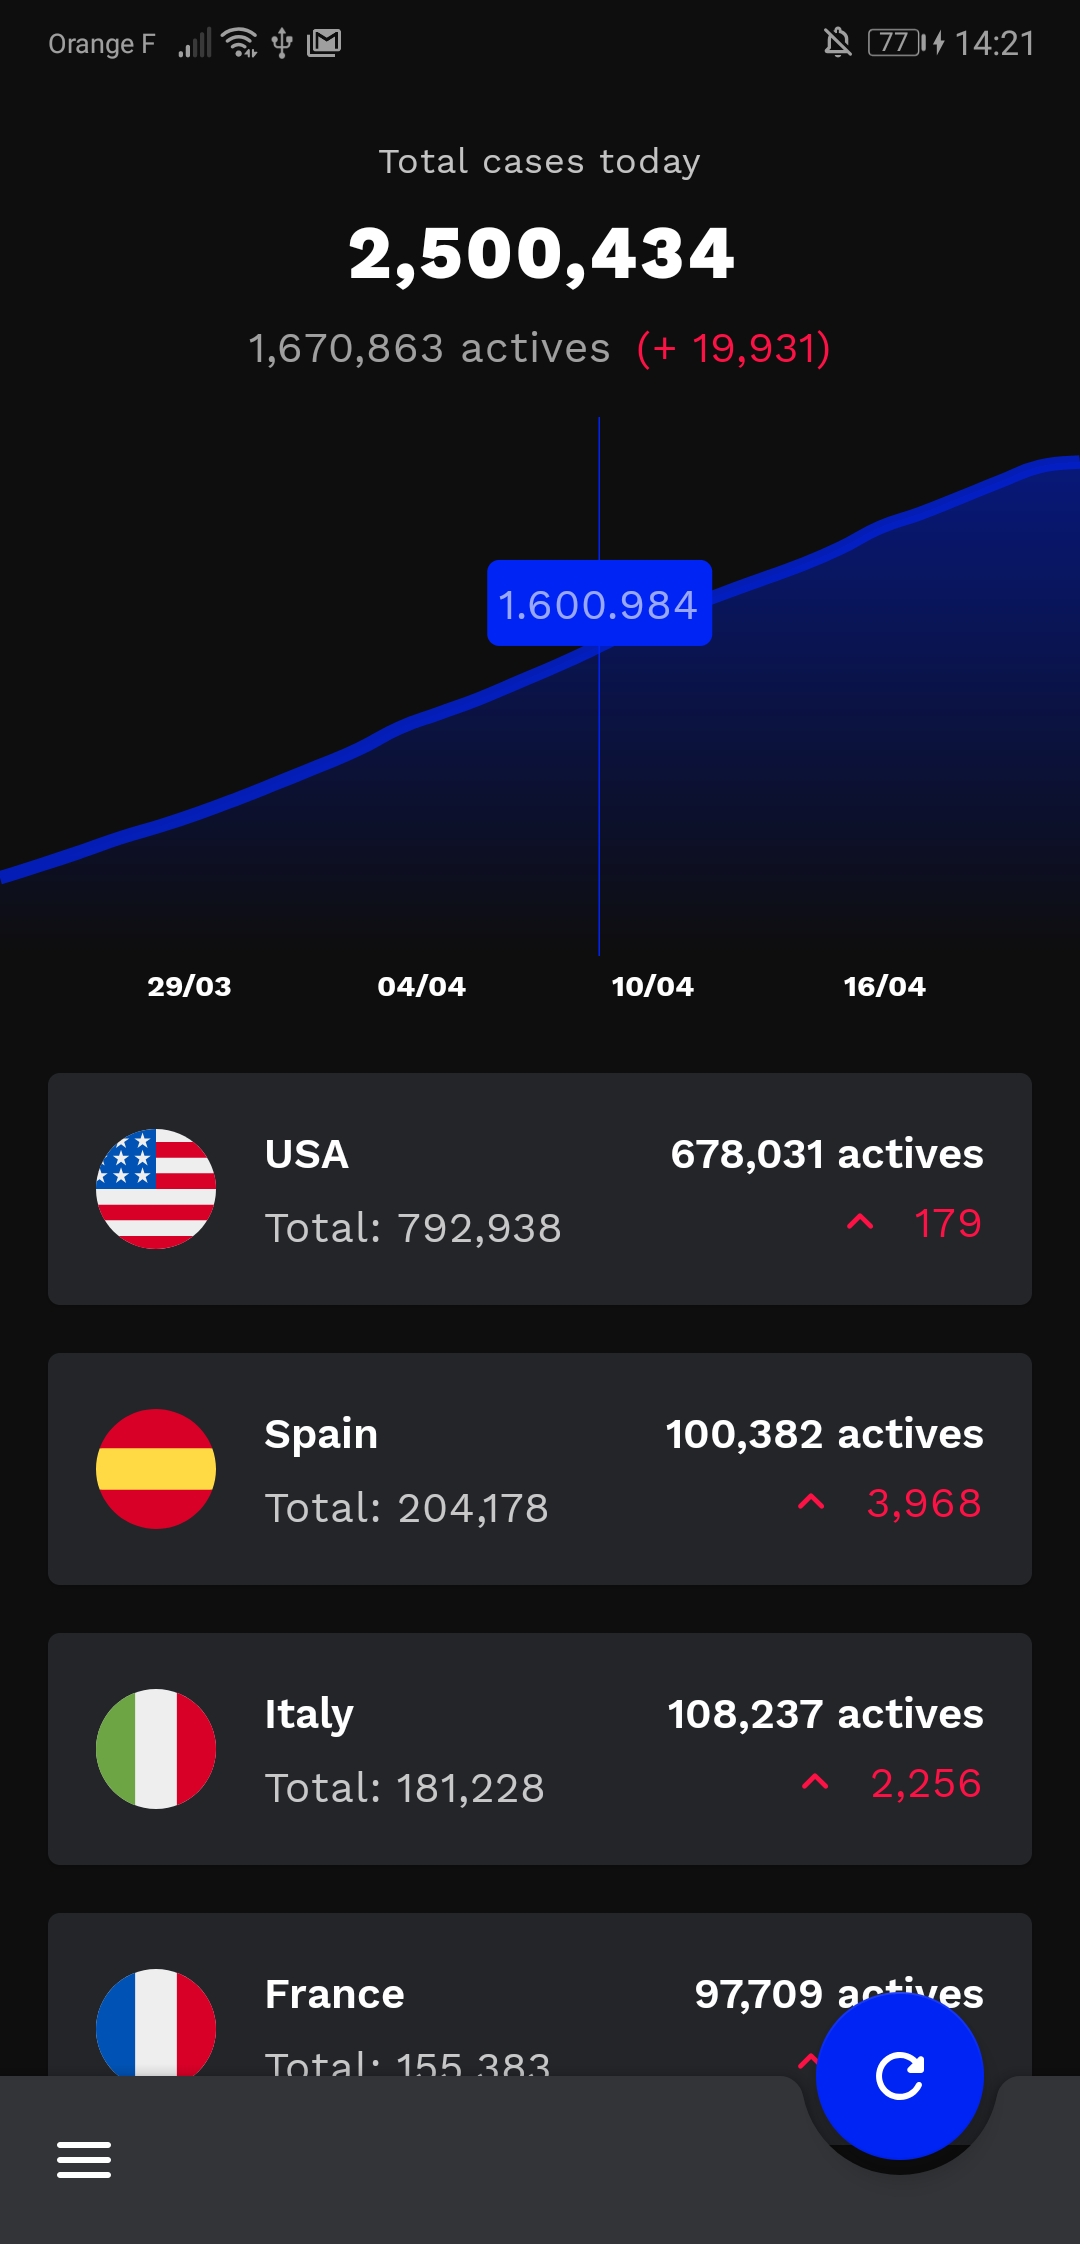 Orange F 77 14:21
Total cases today
2,500,434
1,670,863 actives (+ 19,931)
1.600.984
29/03 04/04 10/04 16/04
USA 678,031 actives
Total: 792,938 179
Spain 100,382 actives
Total: 204,178 3,968
Italy 108,237 actives
Total: 181,228 2,256
France 97,709 actives
Total: 155,383